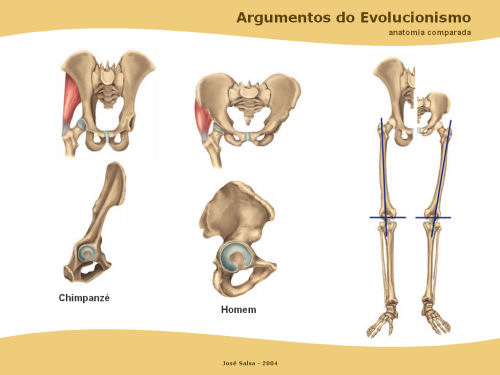 Argumentos do Evolucionismo
anatomia comparada
Chimpanzé
Homem
José Salsa - 2004